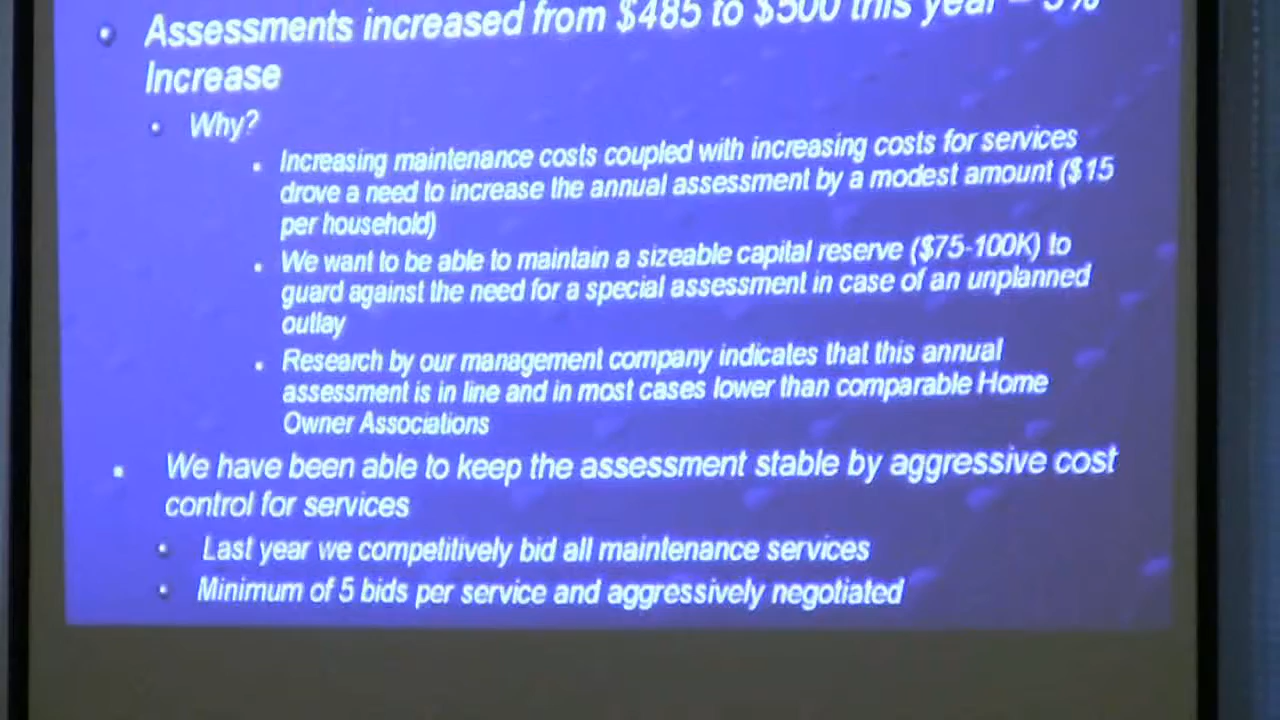 Assessments increased from $485 to $500 this year – 3%
Increase
Why?
Increasing maintenance costs coupled with increasing costs for services
drove a need to increase the annual assessment by a modest amount ($15
per household)
We want to be able to maintain a sizeable capital reserve ($75-100K) to
guard against the need for a special assessment in case of an unplanned
outlay
Research by our management company indicates that this annual
assessment is in line and in most cases lower than comparable Home
Owner Associations
We have been able to keep the assessment stable by aggressive cost
control for services
Last year we competitively bid all maintenance services
Minimum of 5 bids per service and aggressively negotiated